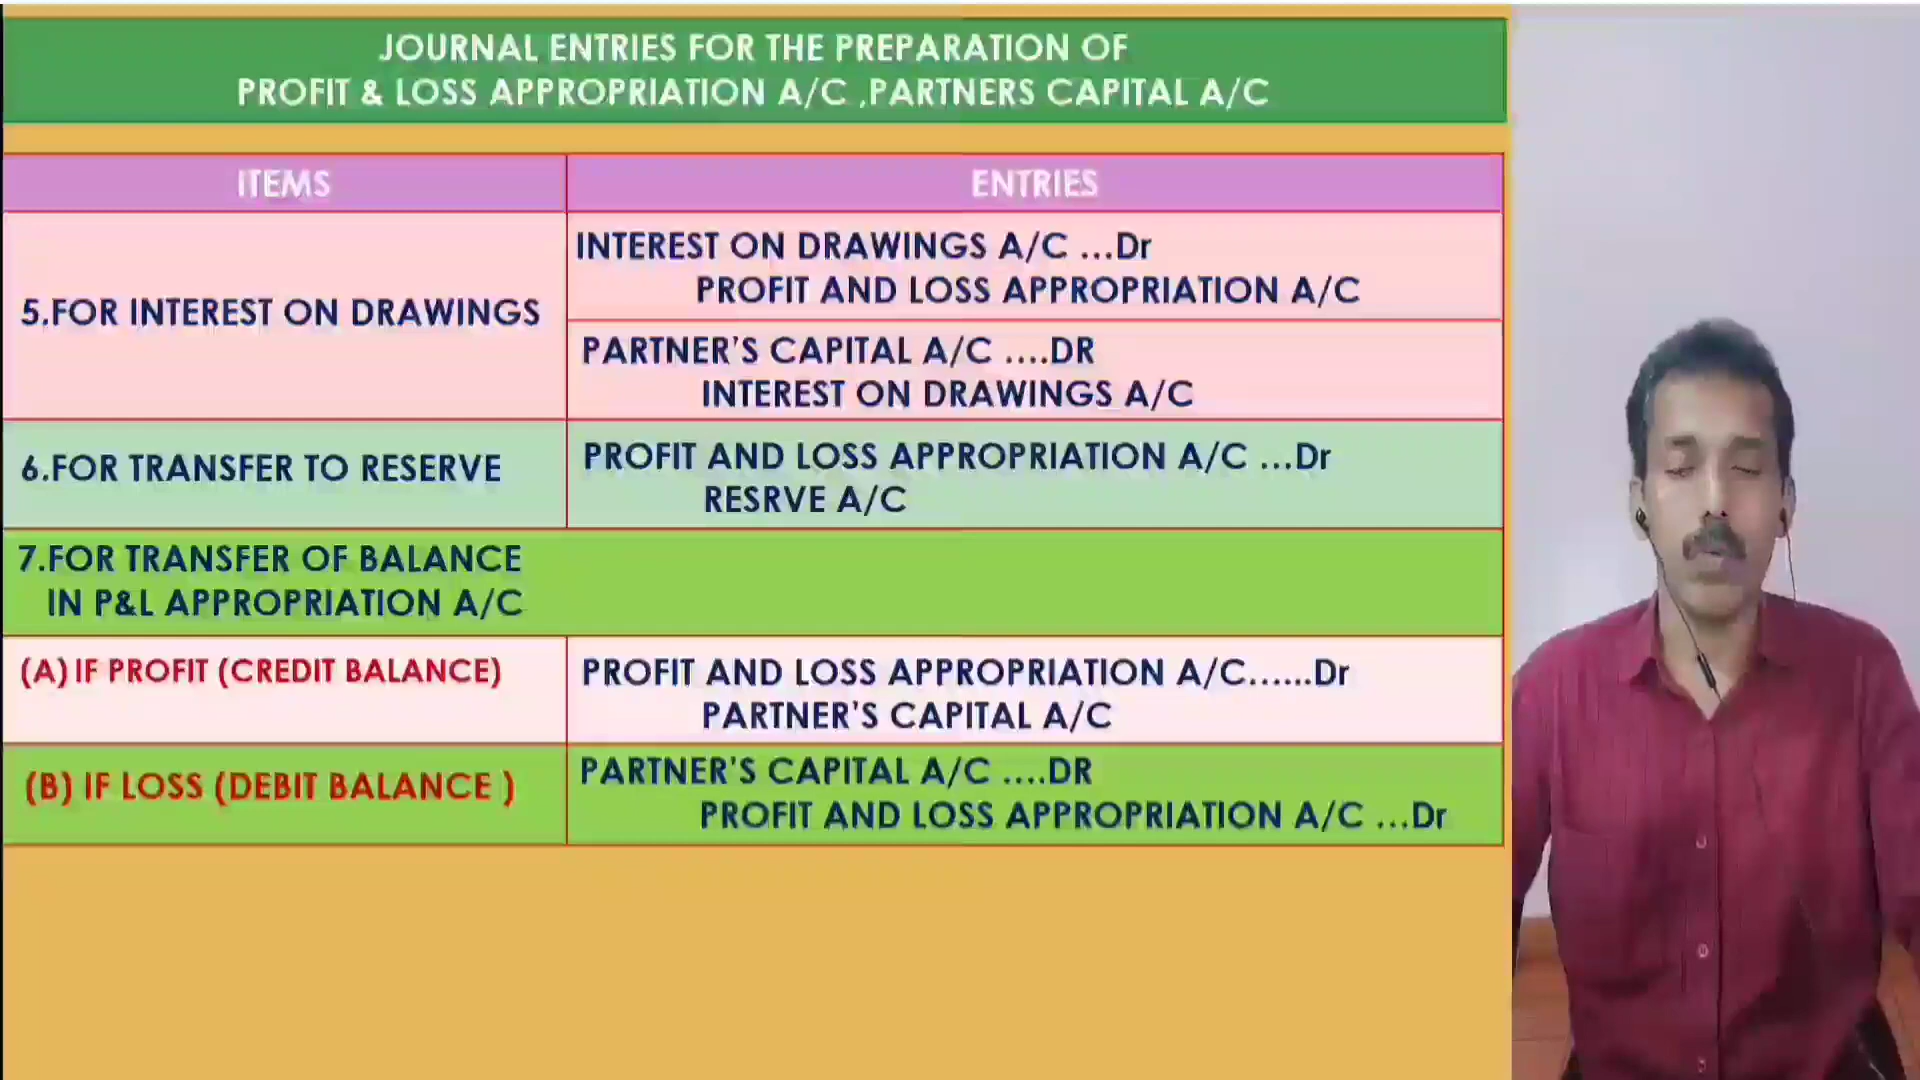 JOURNAL ENTRIES FOR THE PREPARATION OF
PROFIT & LOSS APPROPRIATION A/C ,PARTNERS CAPITAL A/C
ITEMS
ENTRIES
5.FOR INTEREST ON DRAWINGS
INTEREST ON DRAWINGS A/C ...Dr
PROFIT AND LOSS APPROPRIATION A/C
PARTNER'S CAPITAL A/C ....DR
INTEREST ON DRAWINGS A/C
6.FOR TRANSFER TO RESERVE
PROFIT AND LOSS APPROPRIATION A/C ...Dr
RESRVE A/C
7.FOR TRANSFER OF BALANCE
IN P&L APPROPRIATION A/C
(A) IF PROFIT (CREDIT BALANCE)
PROFIT AND LOSS APPROPRIATION A/C......Dr
PARTNER'S CAPITAL A/C
(B) IF LOSS (DEBIT BALANCE )
PARTNER'S CAPITAL A/C ....DR
PROFIT AND LOSS APPROPRIATION A/C ...Dr